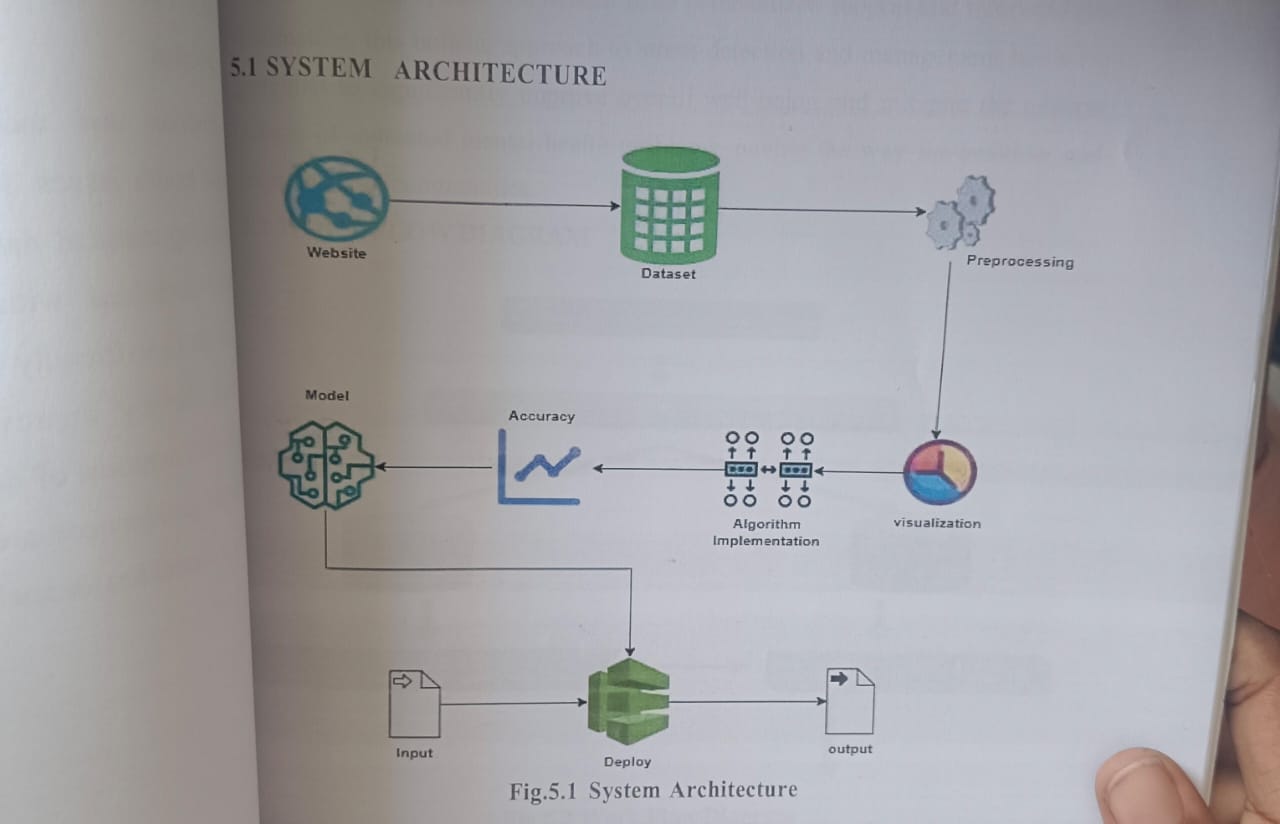 5.1 SYSTEM ARCHITECTURE
Website
Dataset
Preprocessing
Model
Accuracy
Algorithm
Implementation
visualization
Input
Deploy
output
Fig.5.1 System Architecture